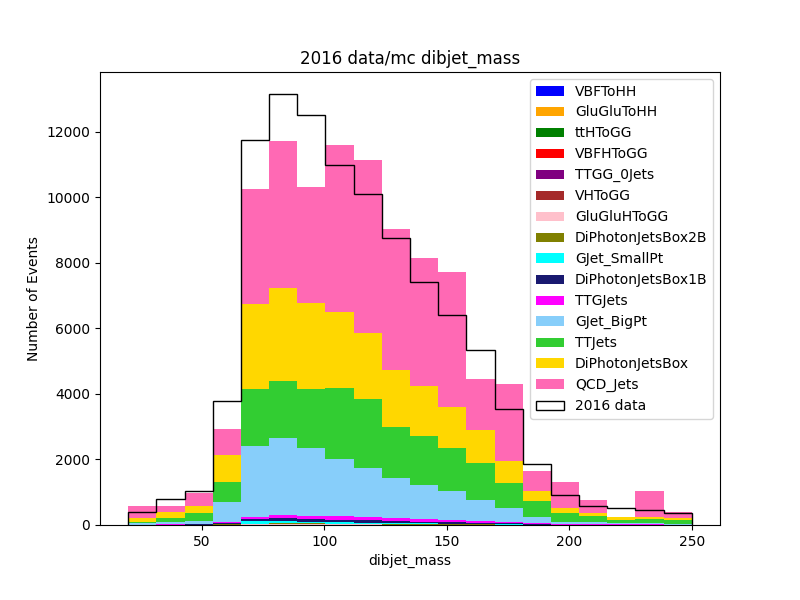 2016 data/mc dibjet_mass
VBFToHH
GluGluToHH
ttHToGG
VBFHToGG
TTGG_0Jets
VHToGG
GluGluHToGG
DiPhotonJetsBox2B
GJet_SmallPt
DiPhotonJetsBox1B
TTGJets
GJet_BigPt
TTJets
DiPhotonJetsBox
QCD_Jets
2016 data
Number of Events
12000
10000
8000
6000
4000
2000
0
50 100 150 200 250
dibjet_mass